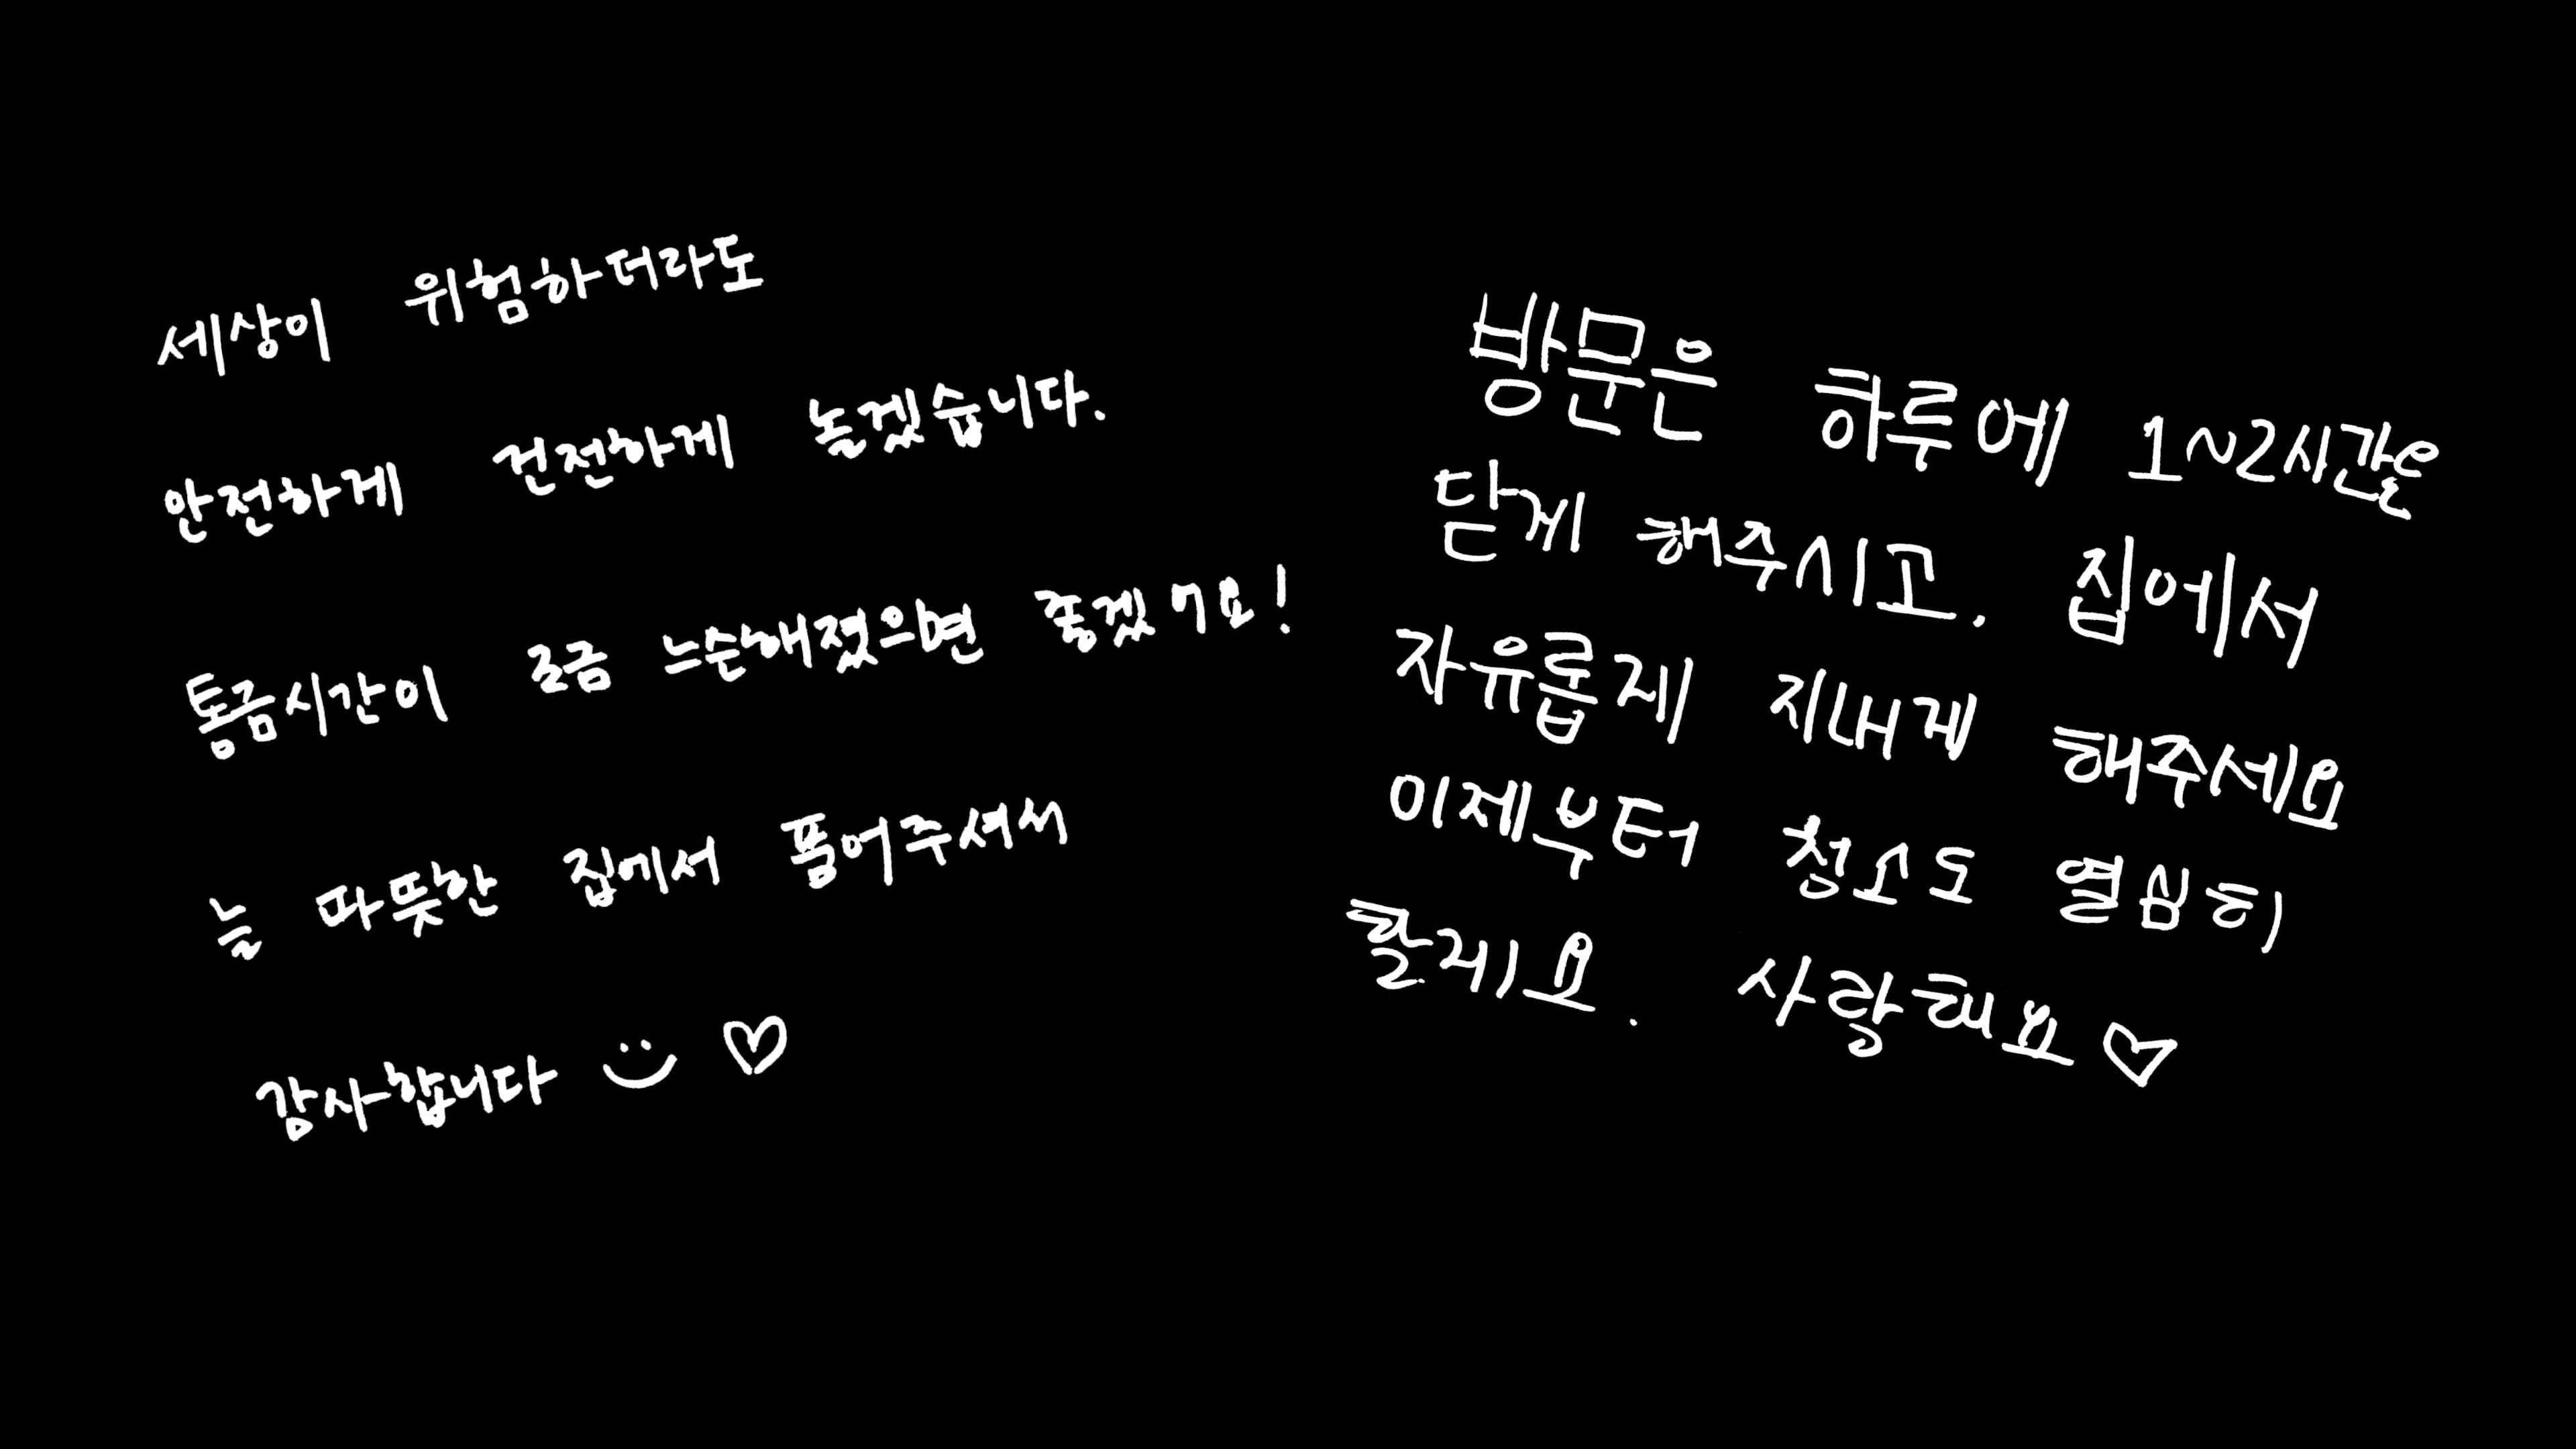 세상이 위험하더라도
안전하게 건전하게 놀겠습니다.
통금시간이 조금 느슨해졌으면 좋겠어요!
늘 따뜻한 집에서 품어주셔서
감사합니다 :) ♡
방문은 하루에 1~2시간은
닫게 해주시고. 집에서
자유롭게 지내게 해주세요
이제부터 청소도 열심히
할게요. 사랑해요♡